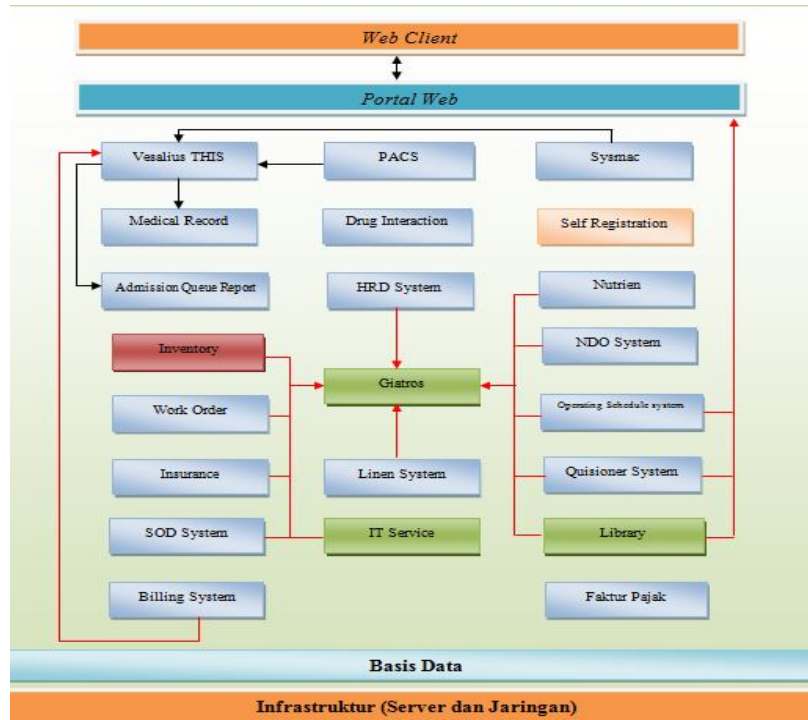 Web Client
Portal Web
Vesalius THIS
PACS
Sysmac
Medical Record
Drug Interaction
Self Registration
Admission Queue Report
HRD System
Nutrien
Inventory
NDO System
Giatros
Work Order
Operating Schedule system
Insurance
Linen System
Quisioner System
SOD System
IT Service
Library
Billing System
Faktur Pajak
Basis Data
Infrastruktur (Server dan Jaringan)